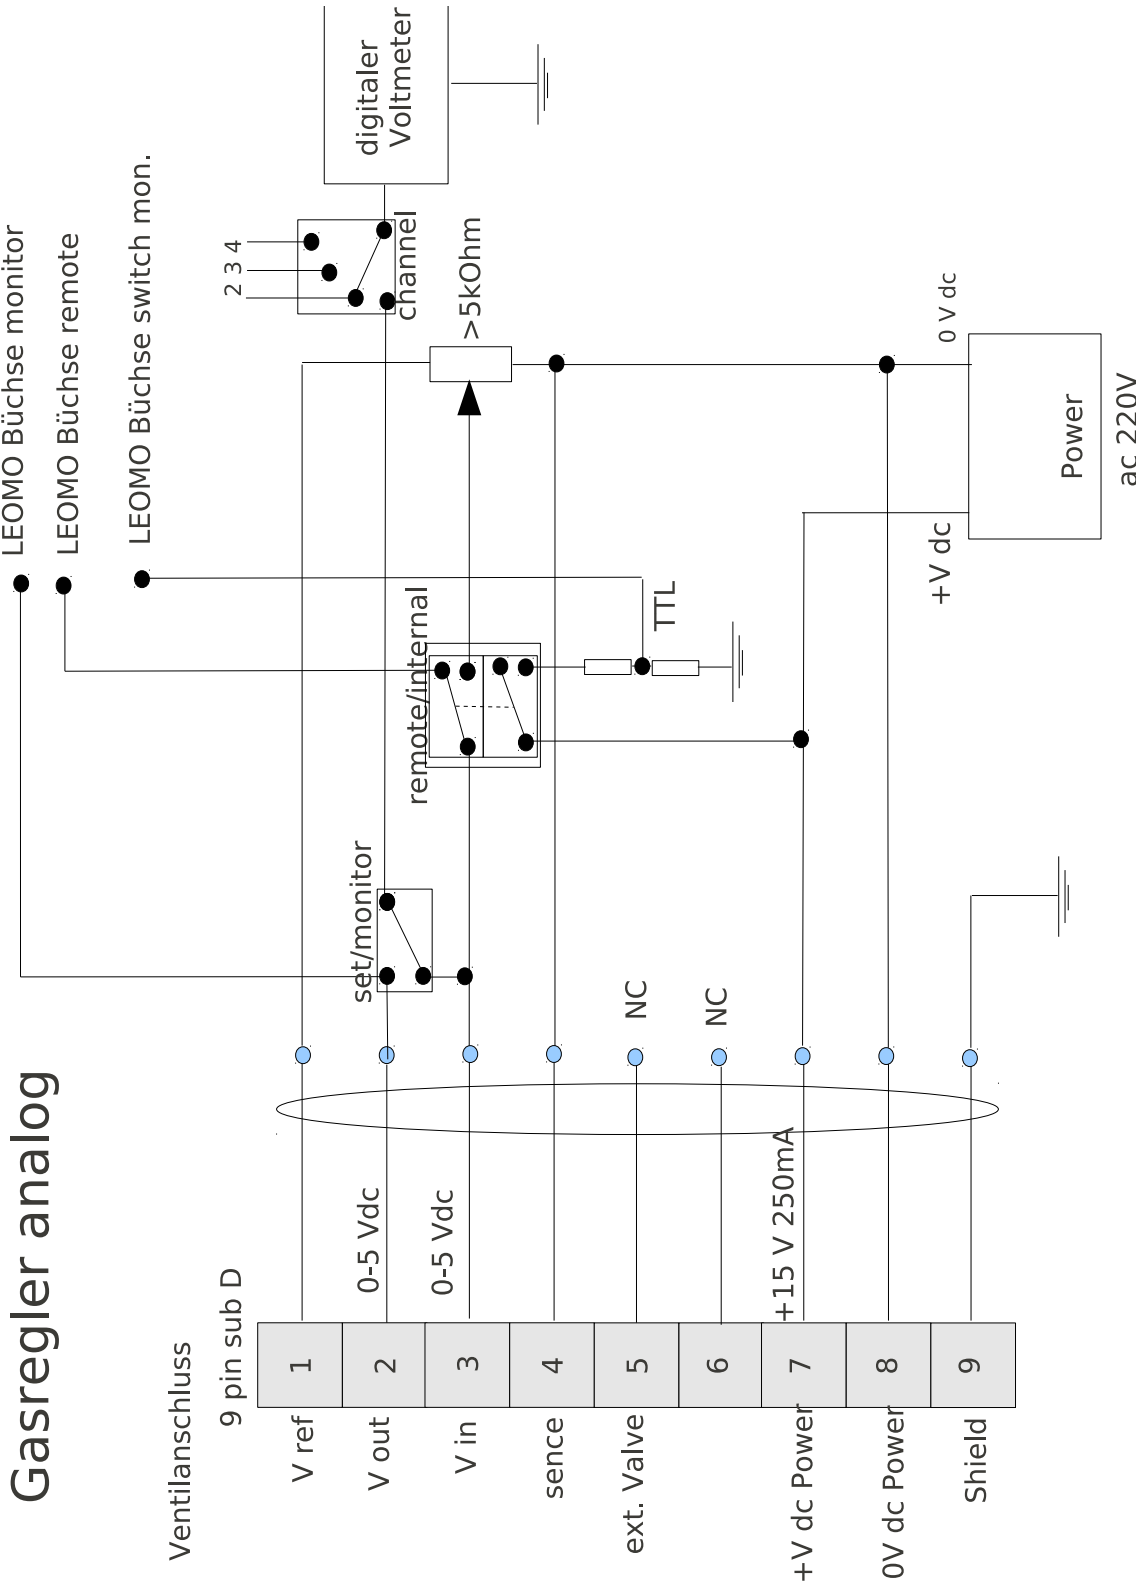 Gasregler analog
LEOMO Büchse monitor
LEOMO Büchse remote
LEOMO Büchse switch mon.
Ventilanschluss
9 pin sub D
2
3
4
V ref
1
V out
2
0-5 Vdc
set/monitor
channel
digitaler
Voltmeter
V in
3
0-5 Vdc
remote/internal
>5kOhm
sence
4
ext. Valve
5
NC
TTL
6
NC
+V dc Power
7
+15 V 250mA
0V dc Power
8
+V dc
0 V dc
Shield
9
Power
ac 220V